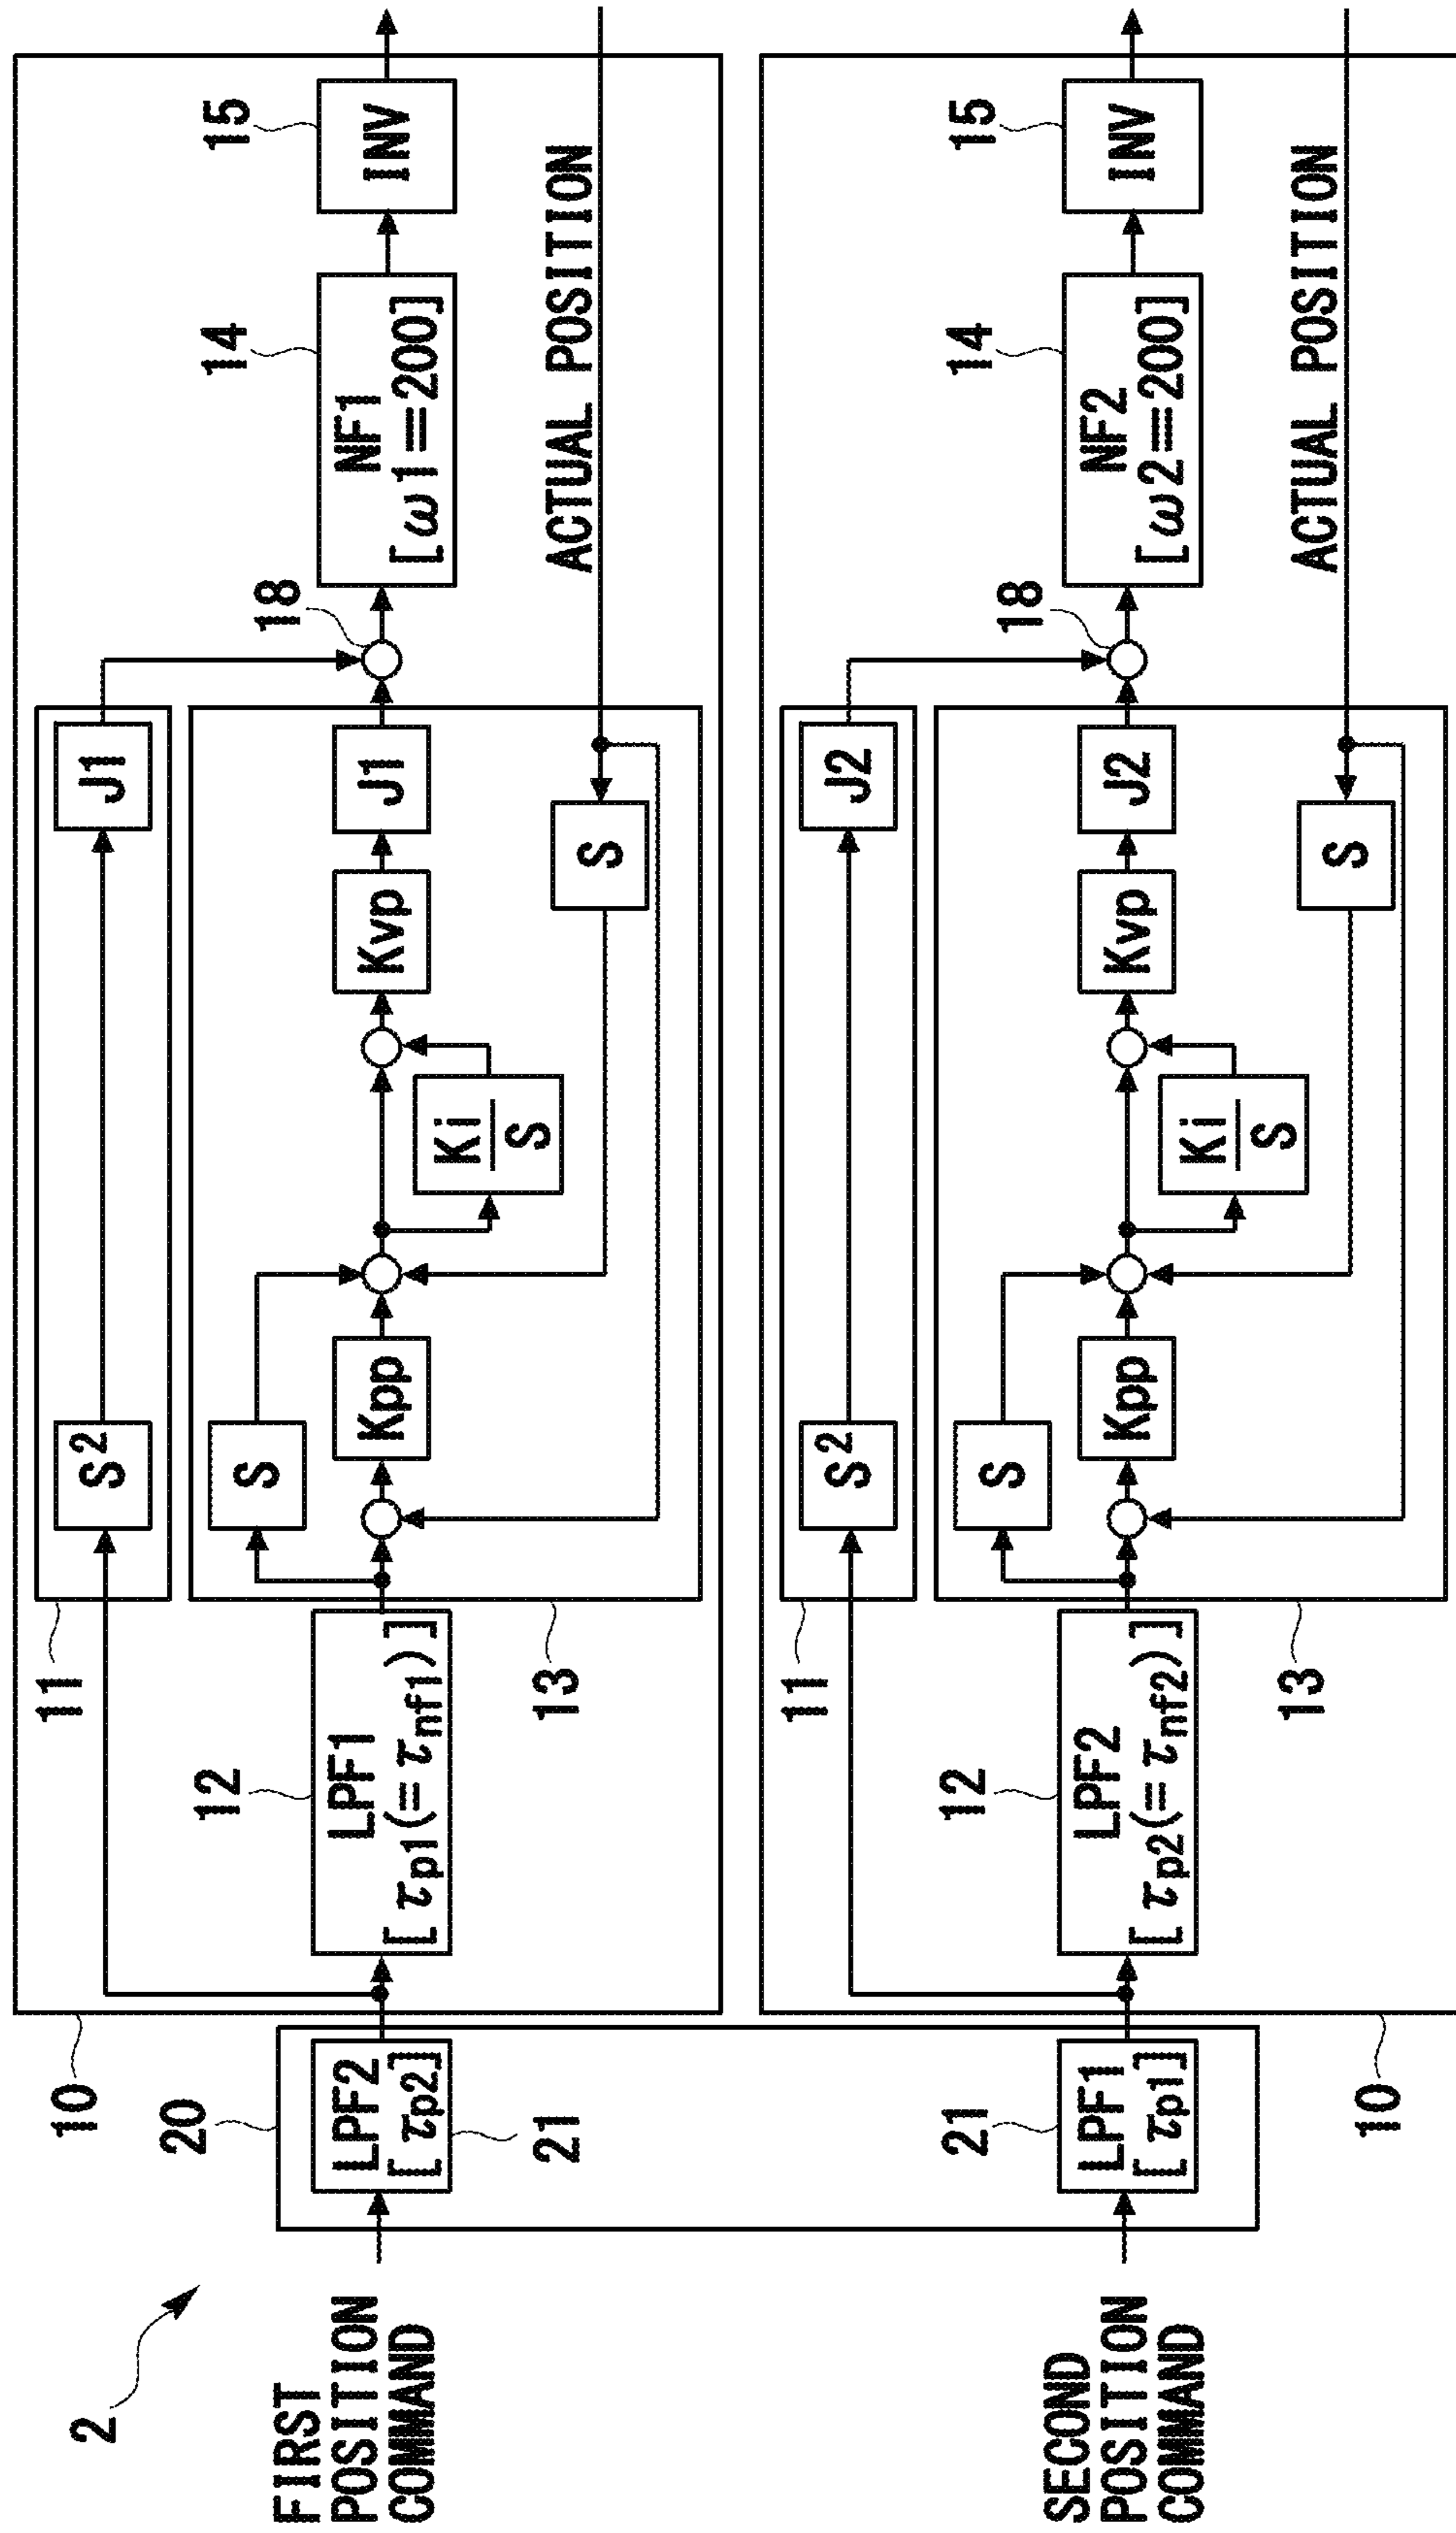 2
FIRST
POSITION
COMMAND
20
LPF2
[τp2]
21
10
11
S²
J1
12
LPF1
[τp1(=τnf1)]
13
S
Kpp
Ki
S
Kvp
J1
S
18
14
NF1
[ω1=200]
15
INV
ACTUAL POSITION
SECOND
POSITION
COMMAND
21
LPF1
[τp1]
10
11
S²
J2
12
LPF2
[τp2(=τnf2)]
13
S
Kpp
Ki
S
Kvp
J2
S
18
14
NF2
[ω2=200]
15
INV
ACTUAL POSITION